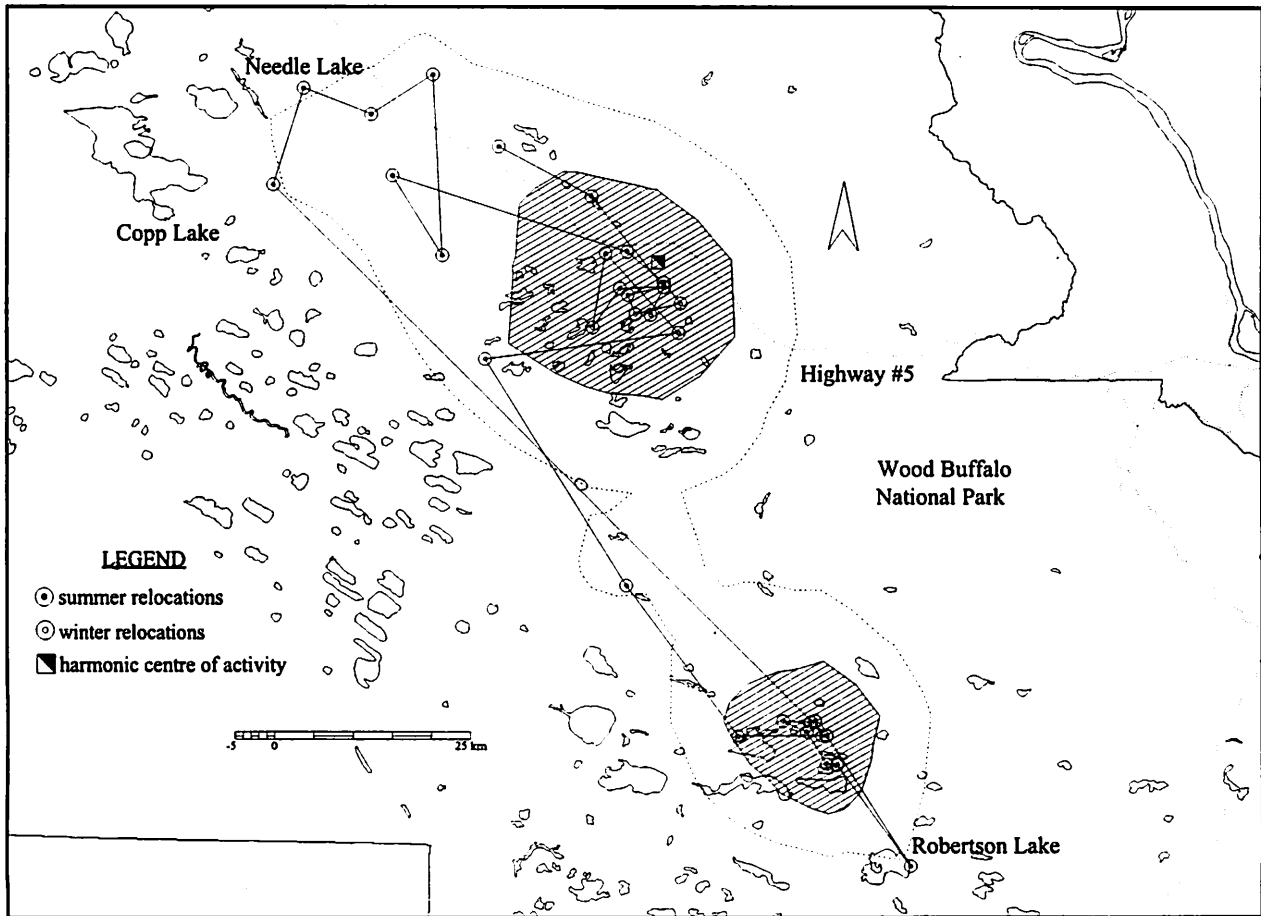 Needle Lake
Copp Lake
Highway #5
Wood Buffalo
National Park
LEGEND
summer relocations
winter relocations
harmonic centre of activity
-5 0 25 km
Robertson Lake